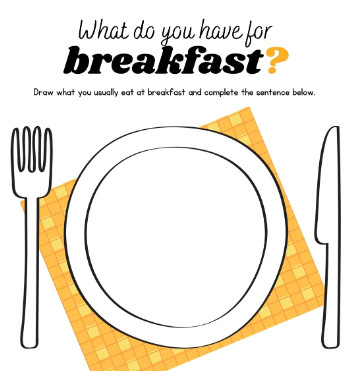 What do you have for
breakfast?
Draw what you usually eat at breakfast and complete the sentence below.